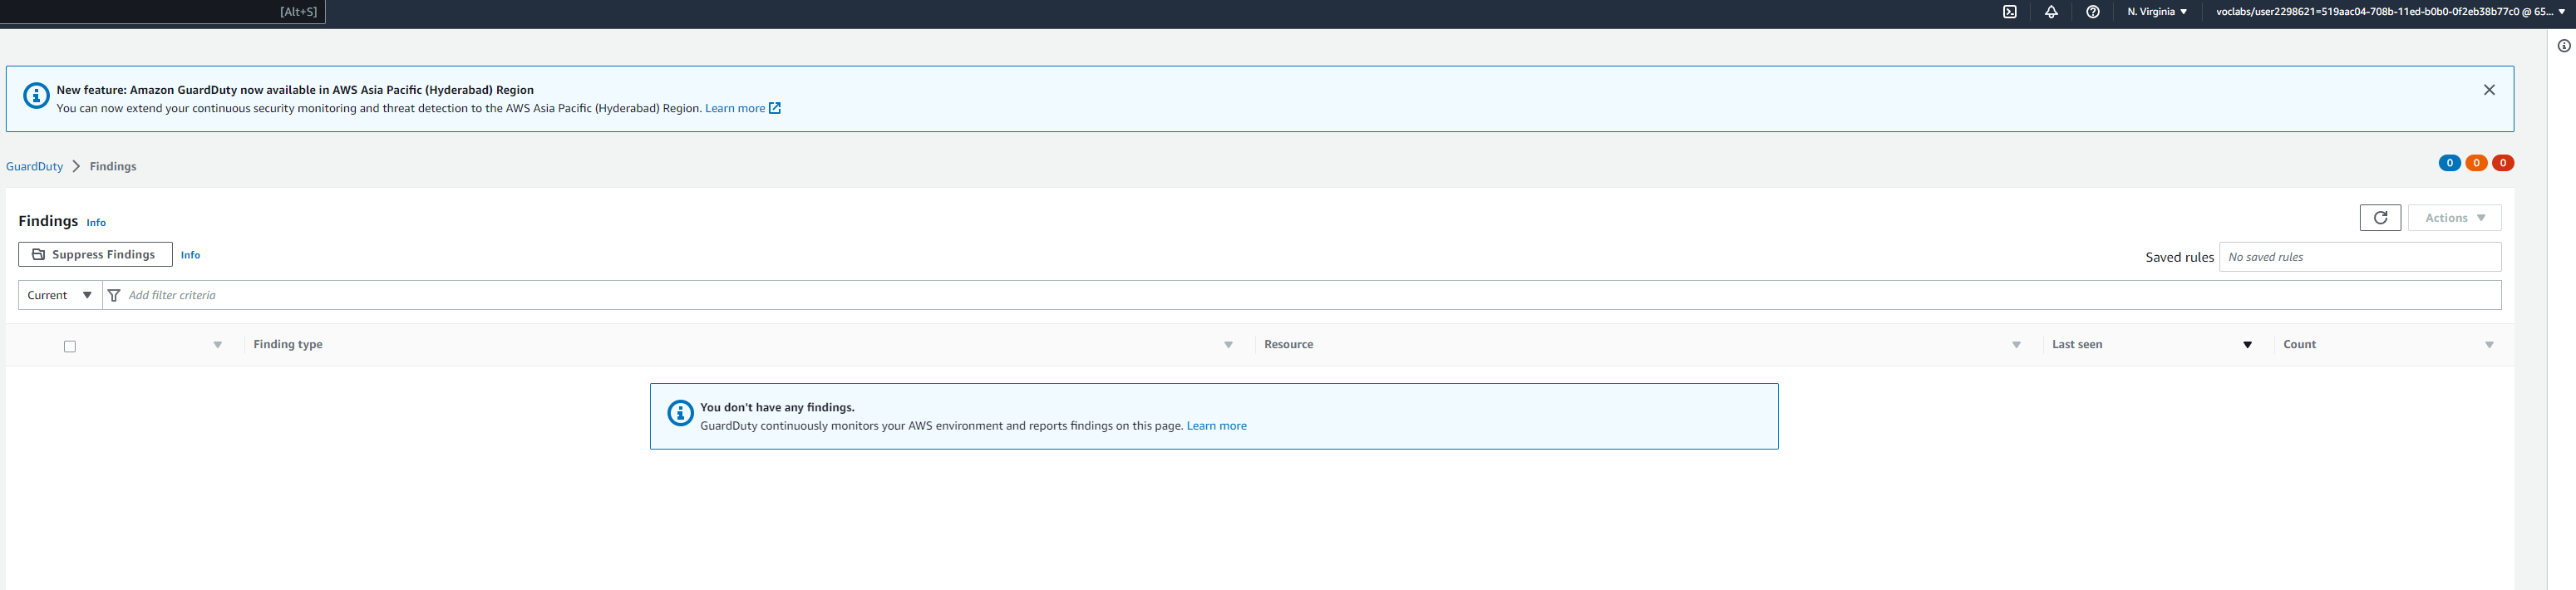 [Alt+S]
N. Virginia
voclabs/user2298621=519aac04-708b-11ed-b0b0-0f2eb38b77c0 @ 65...
New feature: Amazon GuardDuty now available in AWS Asia Pacific (Hyderabad) Region
You can now extend your continuous security monitoring and threat detection to the AWS Asia Pacific (Hyderabad) Region. Learn more
GuardDuty Findings
0 0 0
Findings Info
Actions
Suppress Findings Info
Saved rules No saved rules
Current Add filter criteria
Finding type Resource Last seen Count
You don't have any findings.
GuardDuty continuously monitors your AWS environment and reports findings on this page. Learn more